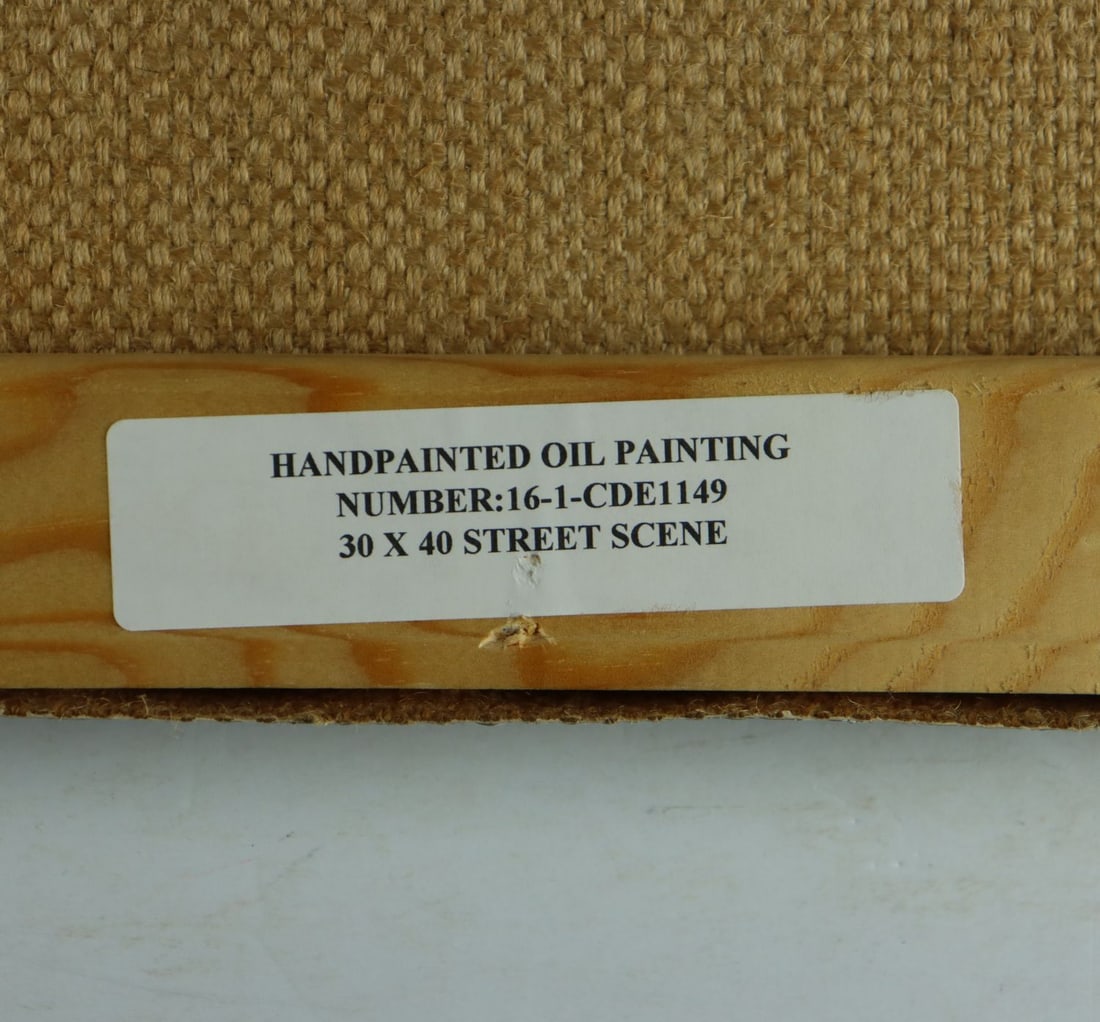 HANDPAINTED OIL PAINTING
NUMBER:16-1-CDE1149
30 X 40 STREET SCENE